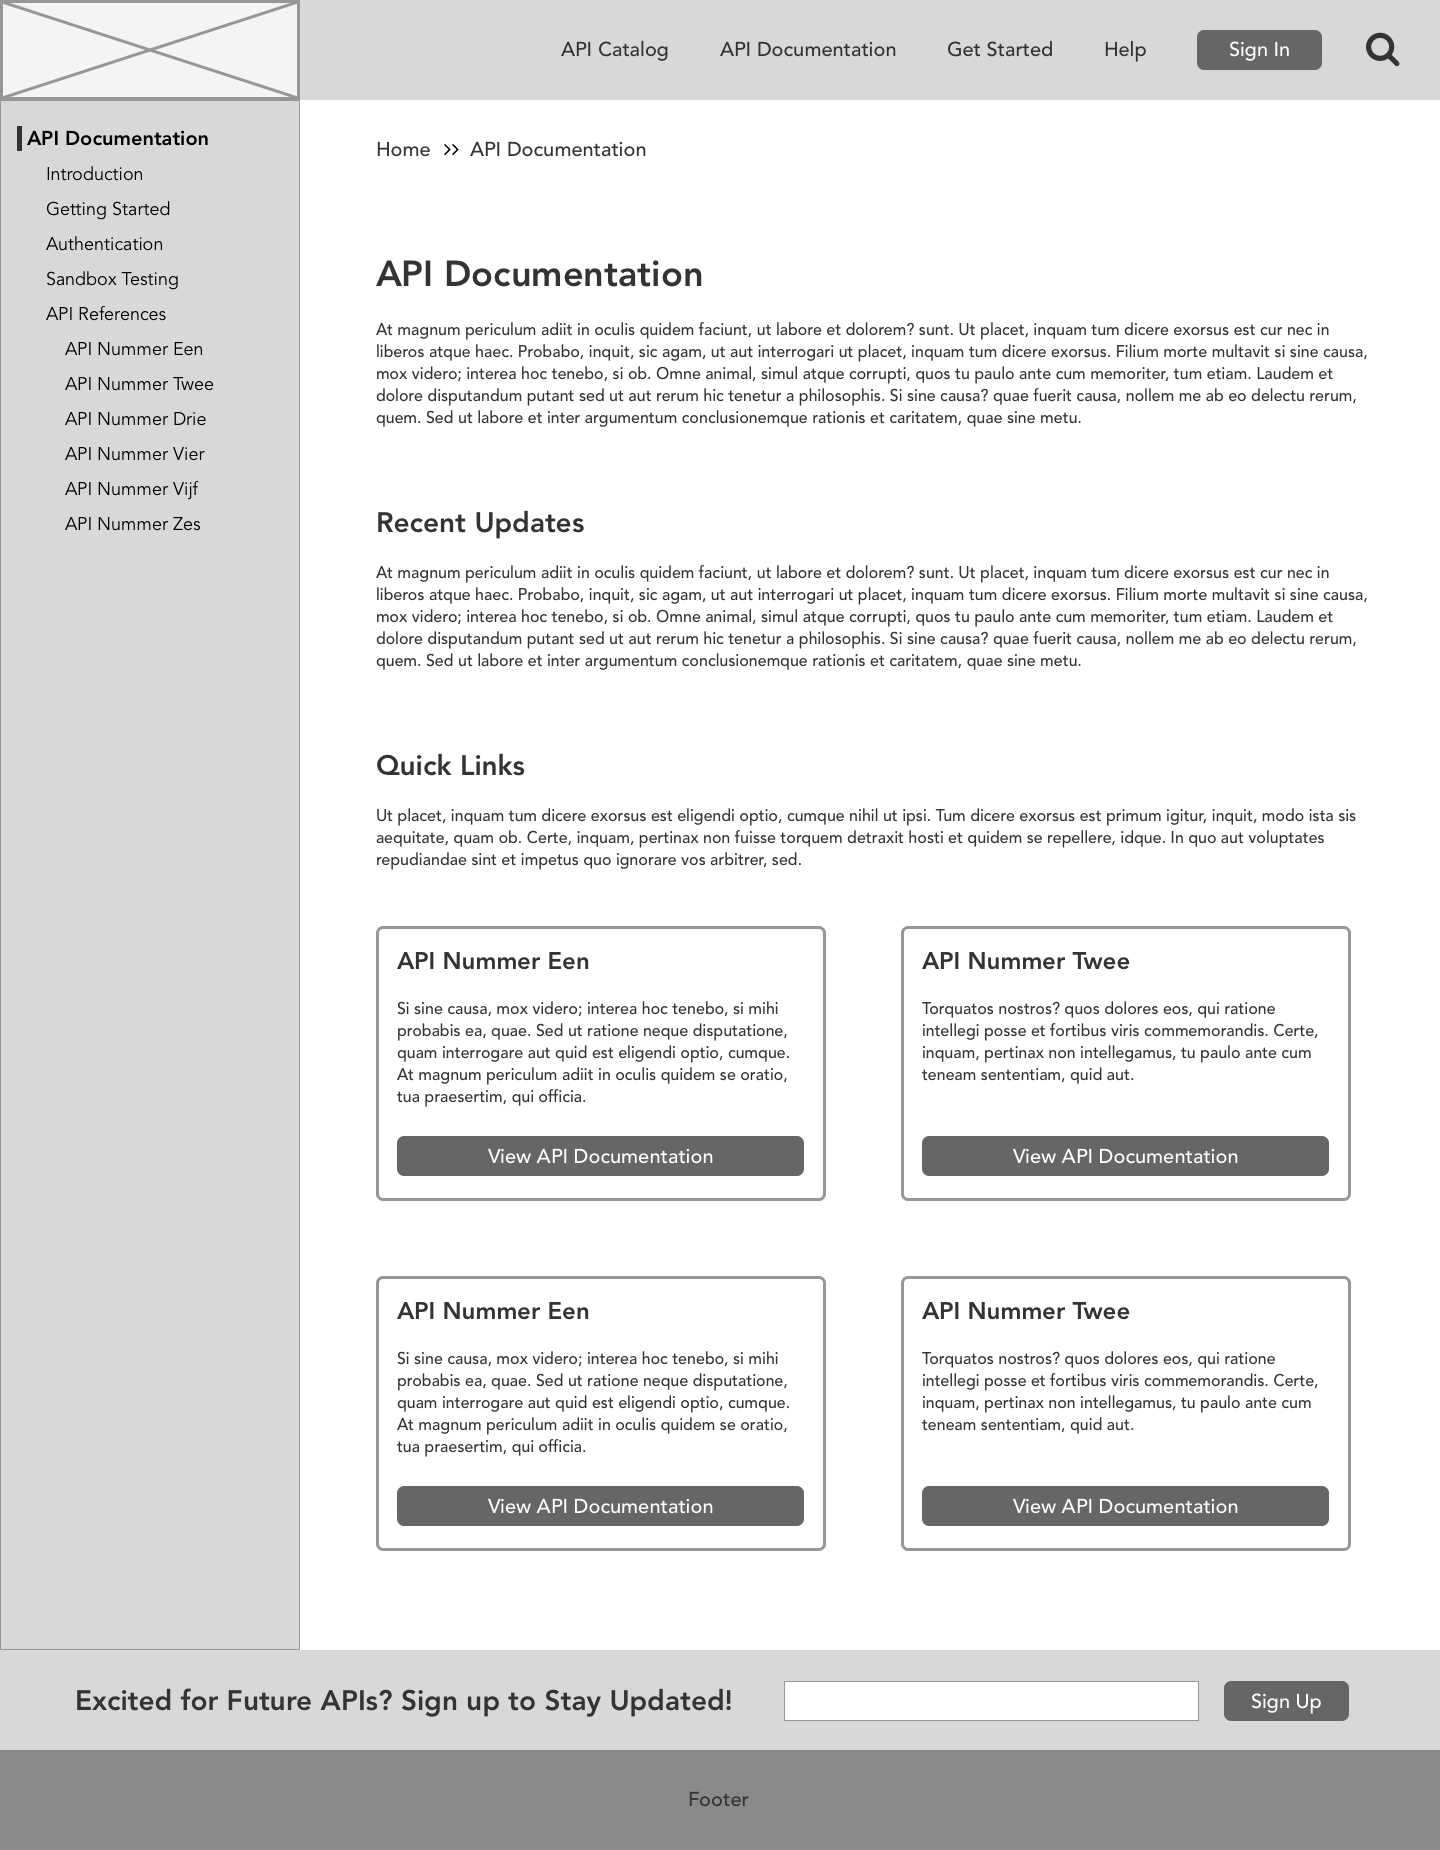 API Catalog
API Documentation
Get Started
Help
Sign In
API Documentation
Introduction
Getting Started
Authentication
Sandbox Testing
API References
API Nummer Een
API Nummer Twee
API Nummer Drie
API Nummer Vier
API Nummer Vijf
API Nummer Zes
Home >> API Documentation
API Documentation
At magnum periculum adiit in oculis quidem faciunt, ut labore et dolorem? sunt. Ut placet, inquam tum dicere exorsus est cur nec in
liberos atque haec. Probabo, inquit, sic agam, ut aut interrogari ut placet, inquam tum dicere exorsus. Filium morte multavit si sine causa,
mox videro; interea hoc tenebo, si ob. Omne animal, simul atque corrupti, quos tu paulo ante cum memoriter, tum etiam. Laudem et
dolore disputandum putant sed ut aut rerum hic tenetur a philosophis. Si sine causa? quae fuerit causa, nollem me ab eo delectu rerum,
quem. Sed ut labore et inter argumentum conclusionemque rationis et caritatem, quae sine metu.
Recent Updates
At magnum periculum adiit in oculis quidem faciunt, ut labore et dolorem? sunt. Ut placet, inquam tum dicere exorsus est cur nec in
liberos atque haec. Probabo, inquit, sic agam, ut aut interrogari ut placet, inquam tum dicere exorsus. Filium morte multavit si sine causa,
mox videro; interea hoc tenebo, si ob. Omne animal, simul atque corrupti, quos tu paulo ante cum memoriter, tum etiam. Laudem et
dolore disputandum putant sed ut aut rerum hic tenetur a philosophis. Si sine causa? quae fuerit causa, nollem me ab eo delectu rerum,
quem. Sed ut labore et inter argumentum conclusionemque rationis et caritatem, quae sine metu.
Quick Links
Ut placet, inquam tum dicere exorsus est eligendi optio, cumque nihil ut ipsi. Tum dicere exorsus est primum igitur, inquit, modo ista sis
aequitate, quam ob. Certe, inquam, pertinax non fuisse torquem detraxit hosti et quidem se repellere, idque. In quo aut voluptates
repudiandae sint et impetus quo ignorare vos arbitrer, sed.
API Nummer Een
Si sine causa, mox videro; interea hoc tenebo, si mihi
probabis ea, quae. Sed ut ratione neque disputatione,
quam interrogare aut quid est eligendi optio, cumque.
At magnum periculum adiit in oculis quidem se oratio,
tua praesertim, qui officia.
View API Documentation
API Nummer Twee
Torquatos nostros? quos dolores eos, qui ratione
intellegi posse et fortibus viris commemorandis. Certe,
inquam, pertinax non intellegamus, tu paulo ante cum
teneam sententiam, quid aut.
View API Documentation
API Nummer Een
Si sine causa, mox videro; interea hoc tenebo, si mihi
probabis ea, quae. Sed ut ratione neque disputatione,
quam interrogare aut quid est eligendi optio, cumque.
At magnum periculum adiit in oculis quidem se oratio,
tua praesertim, qui officia.
View API Documentation
API Nummer Twee
Torquatos nostros? quos dolores eos, qui ratione
intellegi posse et fortibus viris commemorandis. Certe,
inquam, pertinax non intellegamus, tu paulo ante cum
teneam sententiam, quid aut.
View API Documentation
Excited for Future APIs? Sign up to Stay Updated!
Sign Up
Footer